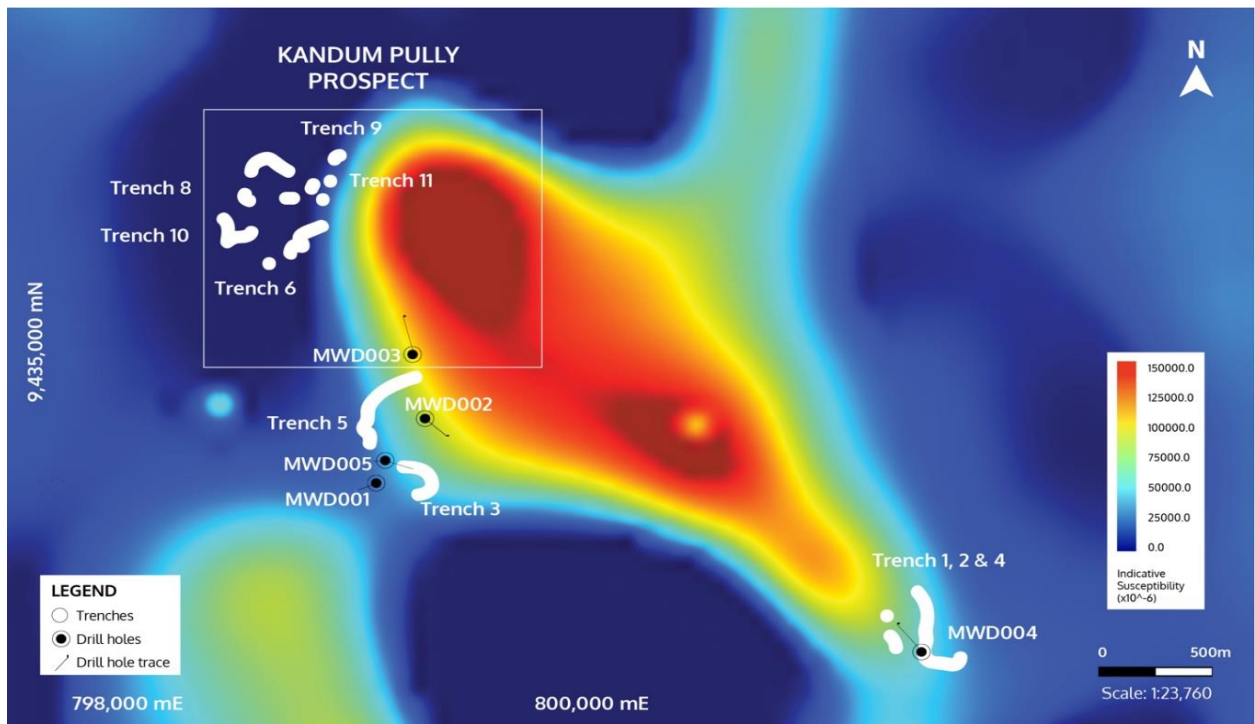 KANDUM PULLY
PROSPECT
N
Trench 9
Trench 8
Trench 11
Trench 10
Trench 6
9,435,000 mN
MWD003
MWD002
Trench 5
MWD005
MWD001
Trench 3
150000.0
125000.0
100000.0
75000.0
50000.0
25000.0
0.0
Indicative
Susceptibility
(x10^-6)
Trench 1, 2 & 4
MWD004
LEGEND
Trenches
Drill holes
Drill hole trace
0 500m
Scale: 1:23,760
798,000 mE
800,000 mE